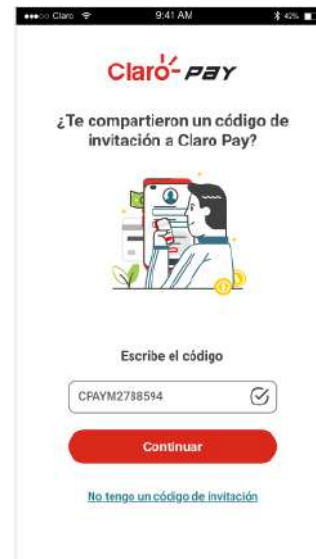 Claro 9:41 AM 42%
Claro pay
¿Te compartieron un código de
invitación a Claro Pay?
Escribe el código
CPAYM2788594
Continuar
No tengo un código de invitación